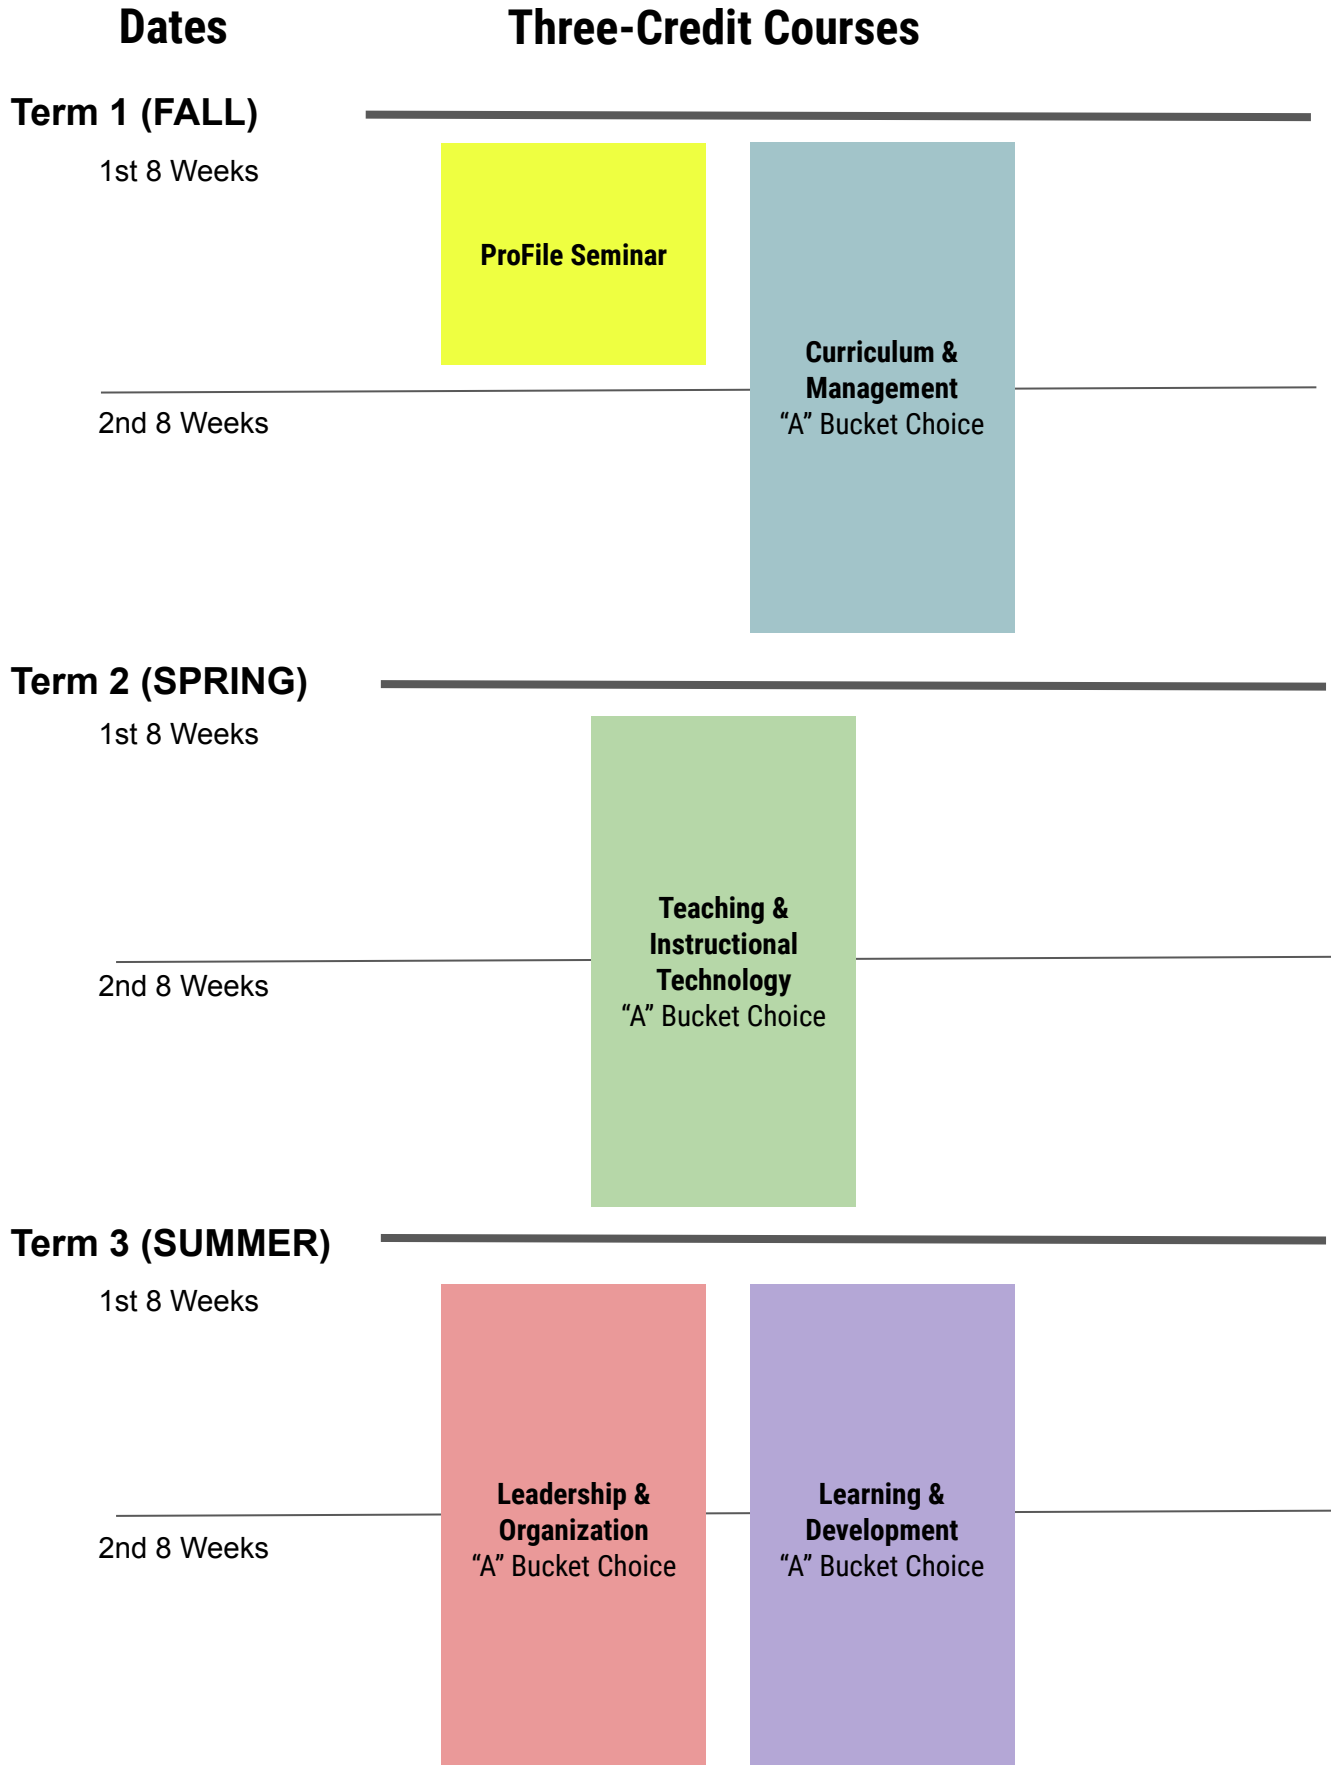 Dates
Three-Credit Courses
Term 1 (FALL)
1st 8 Weeks
ProFile Seminar
Curriculum &
Management
“A” Bucket Choice
2nd 8 Weeks
Term 2 (SPRING)
1st 8 Weeks
Teaching &
Instructional
Technology
“A” Bucket Choice
2nd 8 Weeks
Term 3 (SUMMER)
1st 8 Weeks
Leadership &
Organization
“A” Bucket Choice
Learning &
Development
“A” Bucket Choice
2nd 8 Weeks